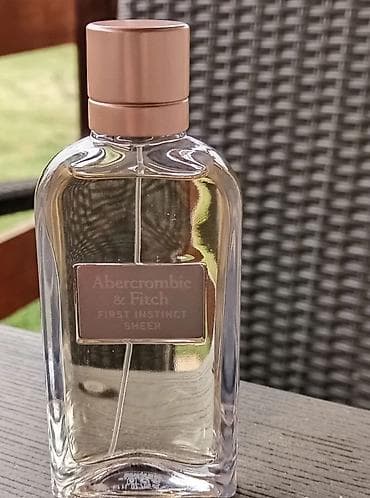 Abercrombie
& Fitch
FIRST INSTINCT
SHEER